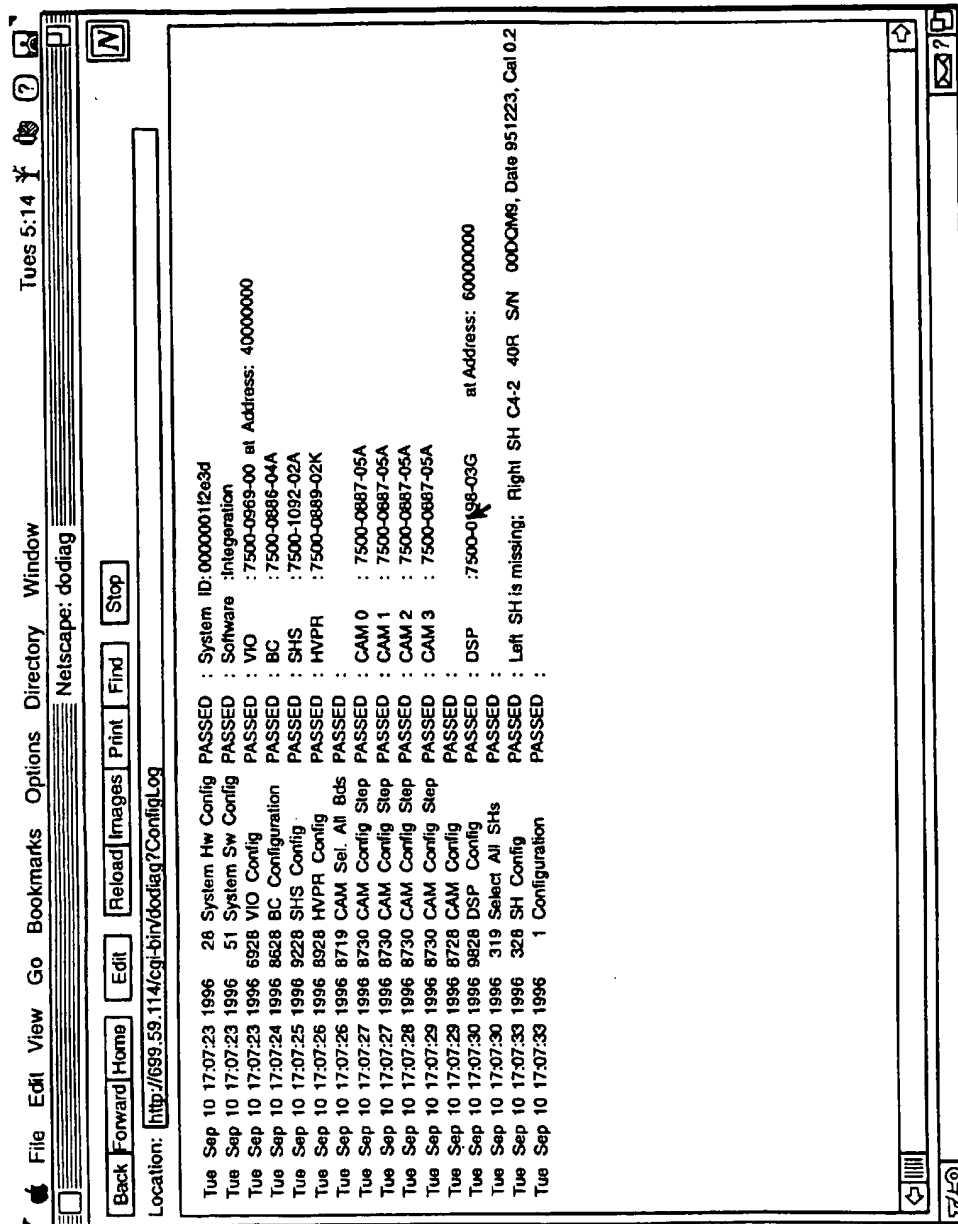 File Edit View Go Bookmarks Options Directory Window Tues 5:14 ?
Netscape: dodiag
Back Forward Home Edit Reload Images Print Find Stop N
Location: http://699.59.114/cgi-bin/dodiag?ConfigLog
Tue Sep 10 17:07:23 1996 28 System Hw Config PASSED : System ID:0000001f2e3d
Tue Sep 10 17:07:23 1996 51 System Sw Config PASSED : Software :Integeration
Tue Sep 10 17:07:23 1996 6928 VIO Config PASSED : VIO : 7500-0969-00 at Address: 40000000
Tue Sep 10 17:07:24 1996 8628 BC Configuration PASSED : BC : 7500-0886-04A
Tue Sep 10 17:07:25 1996 9228 SHS Config PASSED : SHS : 7500-1092-02A
Tue Sep 10 17:07:26 1996 8928 HVPR Config PASSED : HVPR : 7500-0889-02K
Tue Sep 10 17:07:26 1996 8719 CAM Sel. All Bds PASSED :
Tue Sep 10 17:07:27 1996 8730 CAM Config Step PASSED : CAM 0 : 7500-0887-05A
Tue Sep 10 17:07:27 1996 8730 CAM Config Step PASSED : CAM 1 : 7500-0887-05A
Tue Sep 10 17:07:28 1996 8730 CAM Config Step PASSED : CAM 2 : 7500-0887-05A
Tue Sep 10 17:07:29 1996 8730 CAM Config Step PASSED : CAM 3 : 7500-0887-05A
Tue Sep 10 17:07:29 1996 8728 CAM Config PASSED :
Tue Sep 10 17:07:30 1996 9828 DSP Config PASSED : DSP :7500-0198-03G at Address: 60000000
Tue Sep 10 17:07:30 1996 319 Select All SHs PASSED :
Tue Sep 10 17:07:33 1996 328 SH Config PASSED : Left SH is missing; Right SH C4-2 40R S/N 00DQM9, Date 951223, Cal 0.2
Tue Sep 10 17:07:33 1996 1 Configuration PASSED :
?